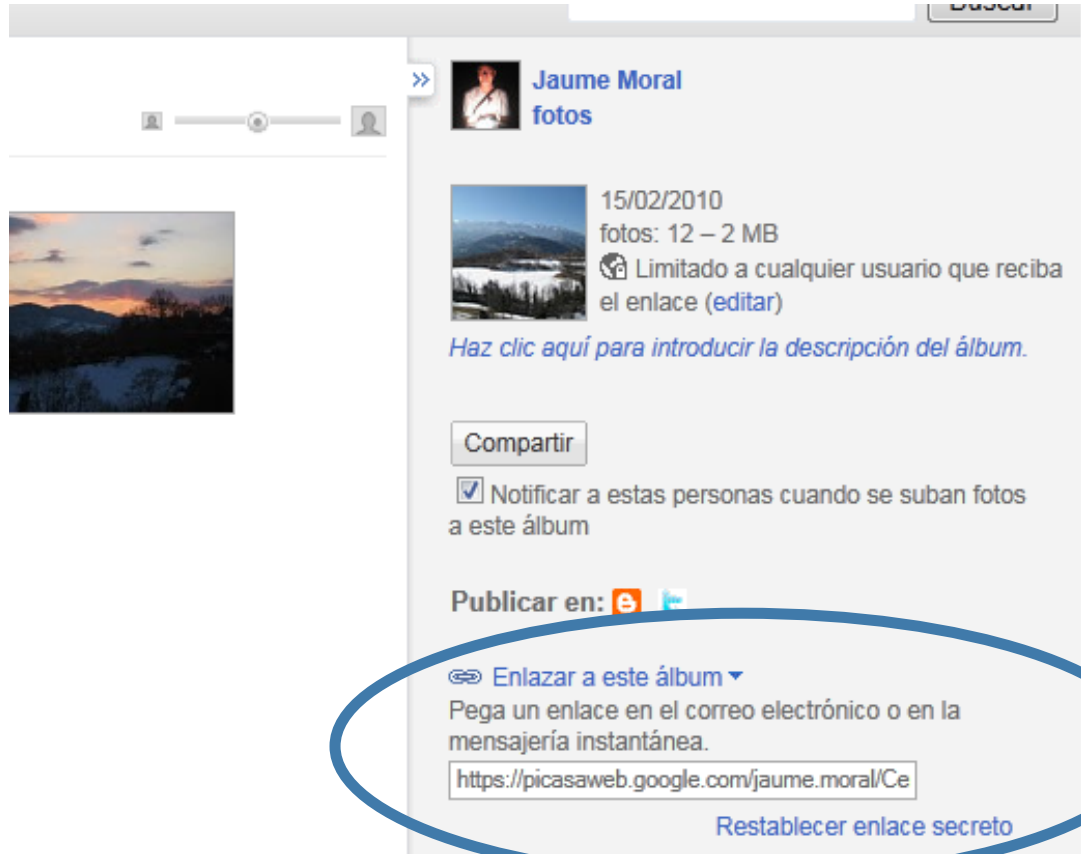 Buscar
Jaume Moral
fotos
15/02/2010
fotos: 12 – 2 MB
Limitado a cualquier usuario que reciba
el enlace (editar)
Haz clic aquí para introducir la descripción del álbum.
Compartir
Notificar a estas personas cuando se suban fotos
a este álbum
Publicar en:
Enlazar a este álbum
Pega un enlace en el correo electrónico o en la
mensajería instantánea.
https://picasaweb.google.com/jaume.moral/Ce
Restablecer enlace secreto